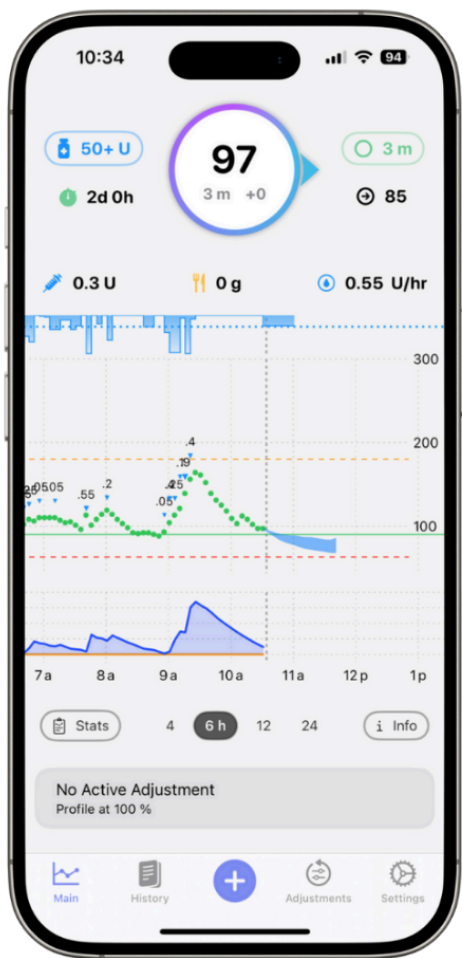 10:34
94
50+ U
97
3 m
3 m +0
2d 0h
85
0.3 U
0 g
0.55 U/hr
300
200
100
.4
.19
.2
.55
.05
.05.05
7a
8a
9a
10a
11a
12p
1p
Stats
4
6 h
12
24
i Info
No Active Adjustment
Profile at 100 %
Main
History
Adjustments
Settings